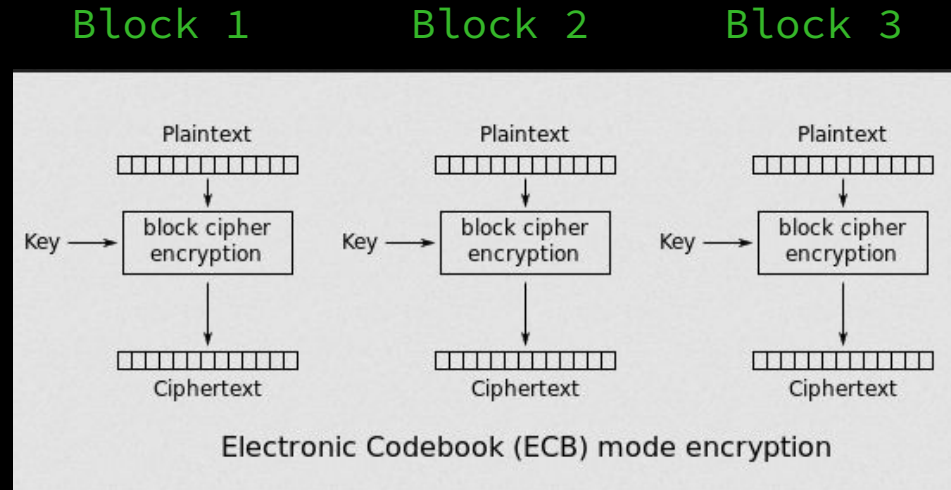 Block 1 Block 2 Block 3
Plaintext Plaintext Plaintext
Key block cipher encryption Key block cipher encryption Key block cipher encryption
Ciphertext Ciphertext Ciphertext
Electronic Codebook (ECB) mode encryption